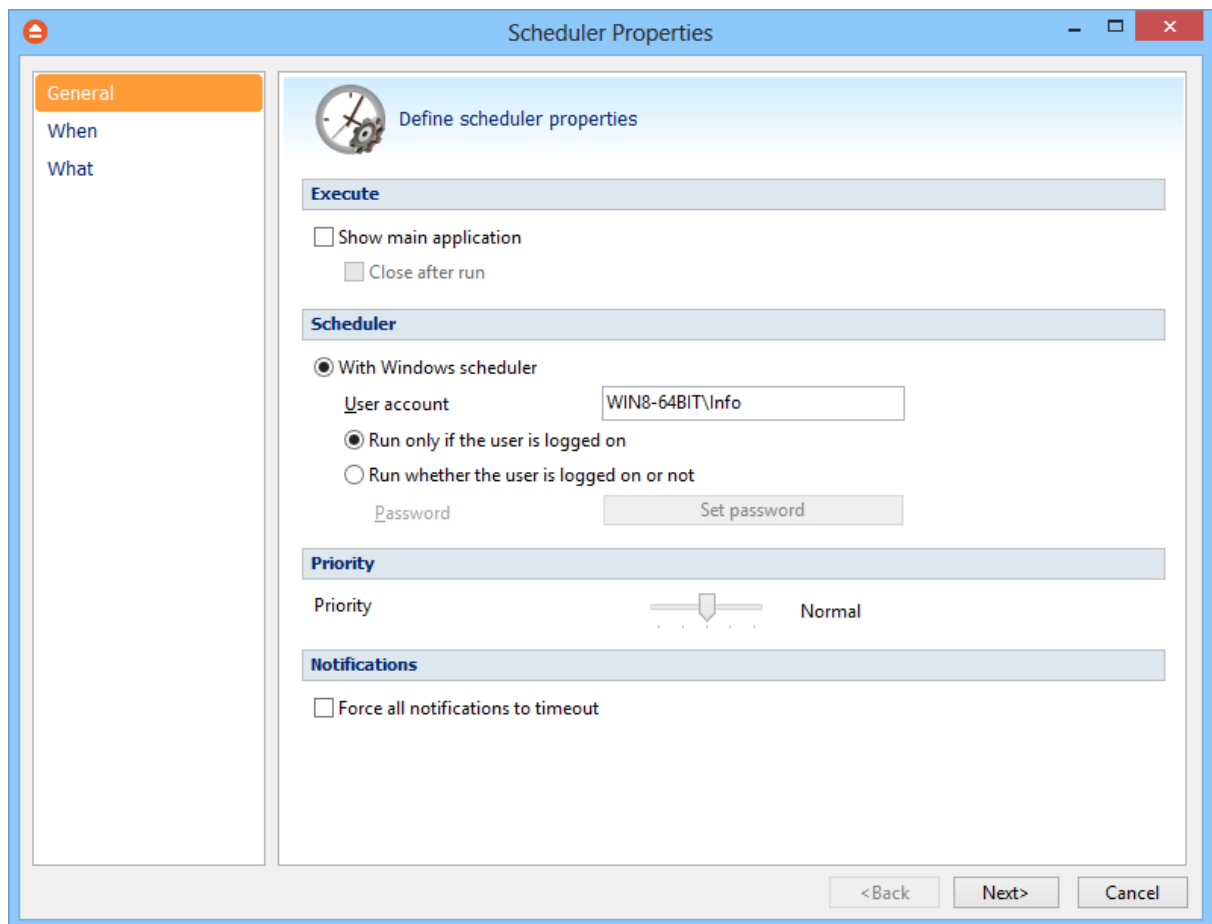 Scheduler Properties
General
When
What
Define scheduler properties
Execute
Show main application
Close after run
Scheduler
With Windows scheduler
User account WIN8-64BIT\Info
Run only if the user is logged on
Run whether the user is logged on or not
Password Set password
Priority
Priority Normal
Notifications
Force all notifications to timeout
<Back Next> Cancel